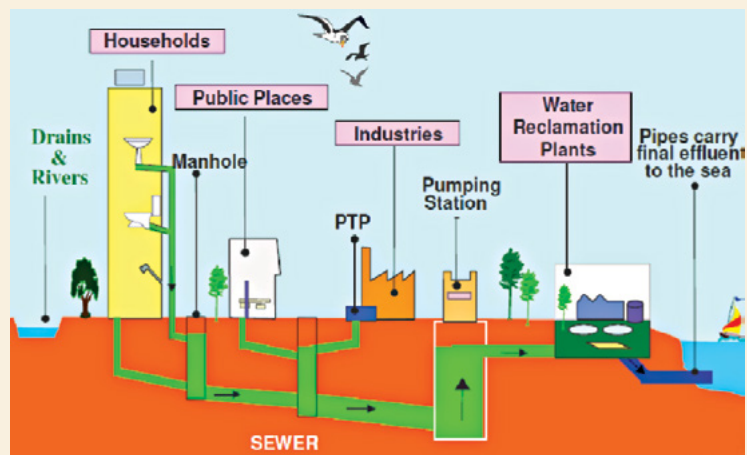 Households
Public Places
Industries
Water
Reclamation
Plants
Pipes carry
final effluent
to the sea
Drains
&
Rivers
Manhole
PTP
Pumping
Station
SEWER